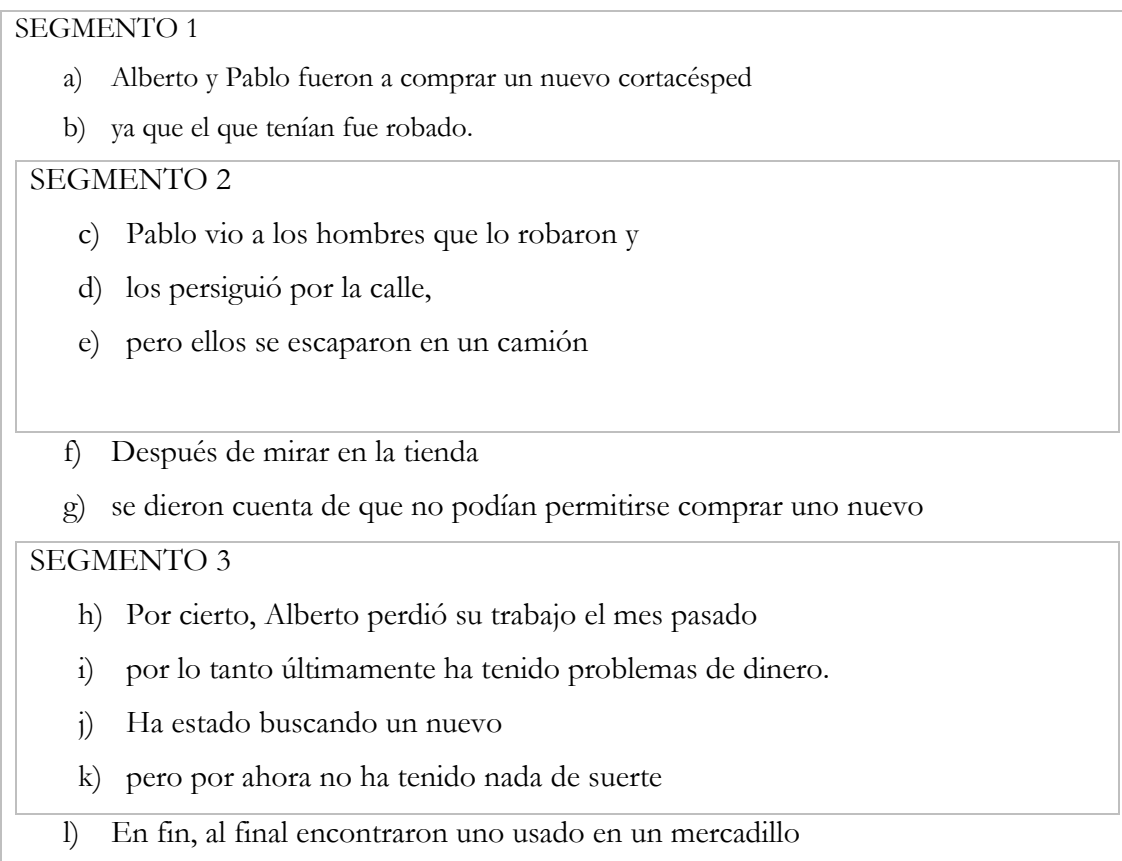 SEGMENTO 1
a) Alberto y Pablo fueron a comprar un nuevo cortacésped
b) ya que el que tenían fue robado.
SEGMENTO 2
c) Pablo vio a los hombres que lo robaron y
d) los persiguió por la calle,
e) pero ellos se escaparon en un camión
f) Después de mirar en la tienda
g) se dieron cuenta de que no podían permitirse comprar uno nuevo
SEGMENTO 3
h) Por cierto, Alberto perdió su trabajo el mes pasado
i) por lo tanto últimamente ha tenido problemas de dinero.
j) Ha estado buscando un nuevo
k) pero por ahora no ha tenido nada de suerte
l) En fin, al final encontraron uno usado en un mercadillo